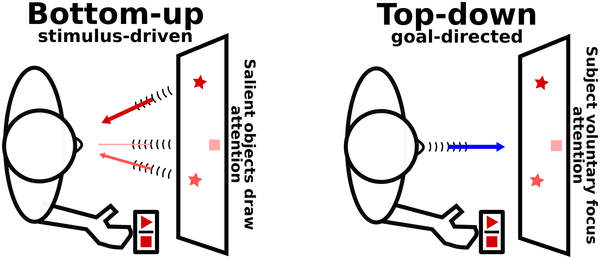 Bottom-up
stimulus-driven
Salient objects draw
attention
Top-down
goal-directed
Subject voluntary focus
attention